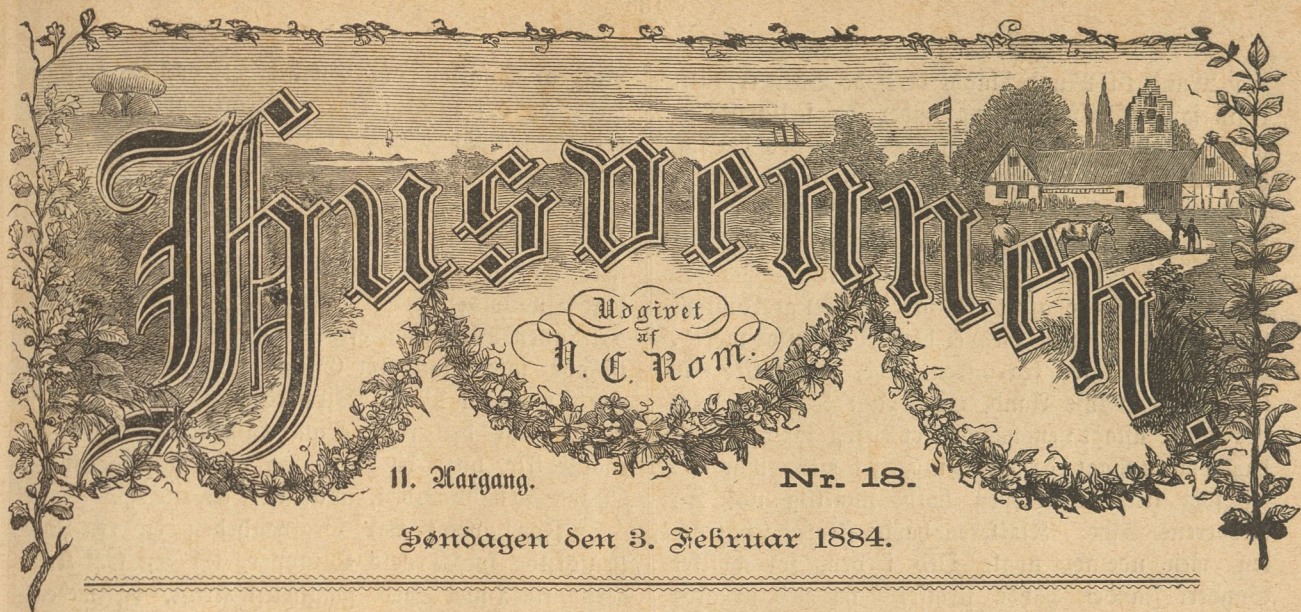 Husvennen.
Udgivet
af
N. C. Rom.
11. Aargang.
Nr. 18.
Søndagen den 3. Februar 1884.